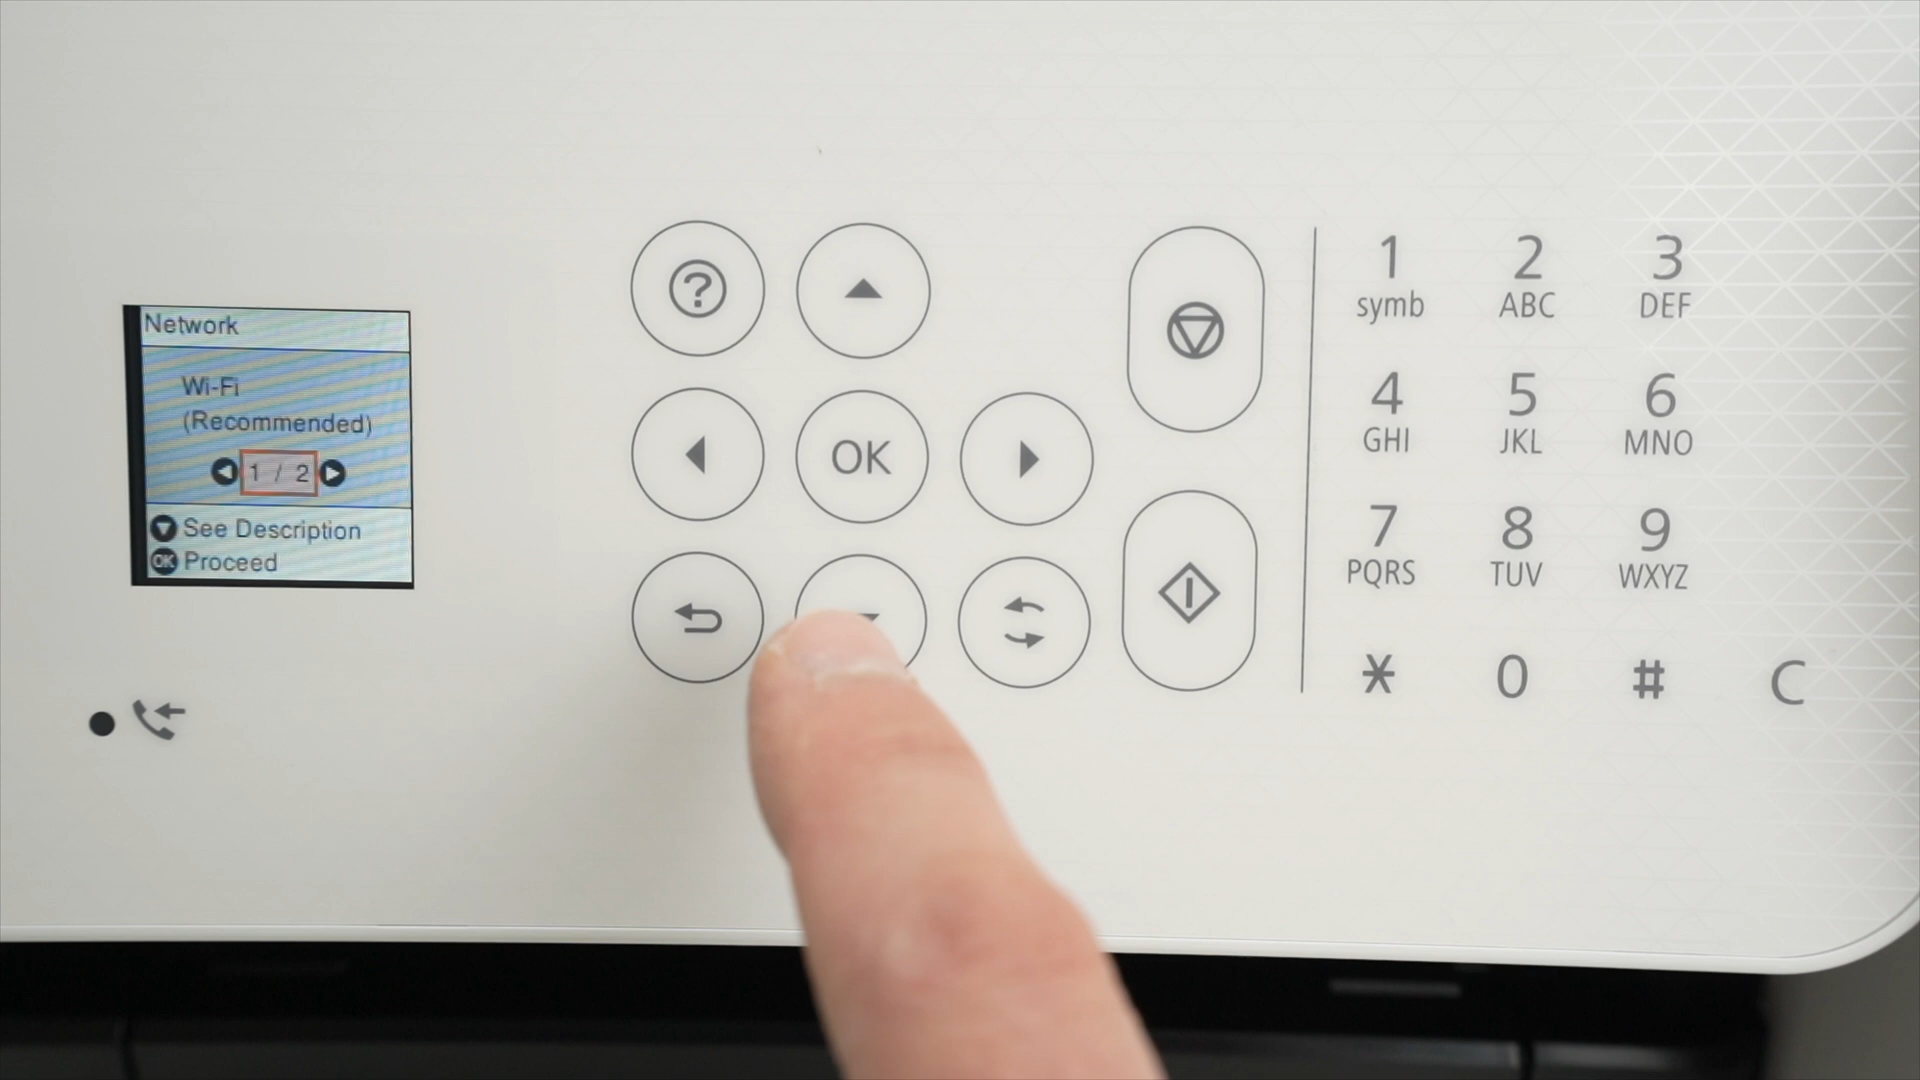 Network
Wi-Fi
(Recommended)
1 / 2
See Description
OK Proceed
?
OK
1 2 3
symb ABC DEF
4 5 6
GHI JKL MNO
7 8 9
PQRS TUV WXYZ
* 0 # C